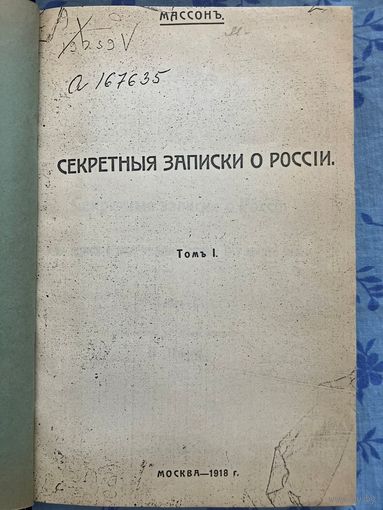 МАССОНЪ.
А 167635
СЕКРЕТНЫЯ ЗАПИСКИ О РОССІИ.
Томъ I.
МОСКВА—1918 г.